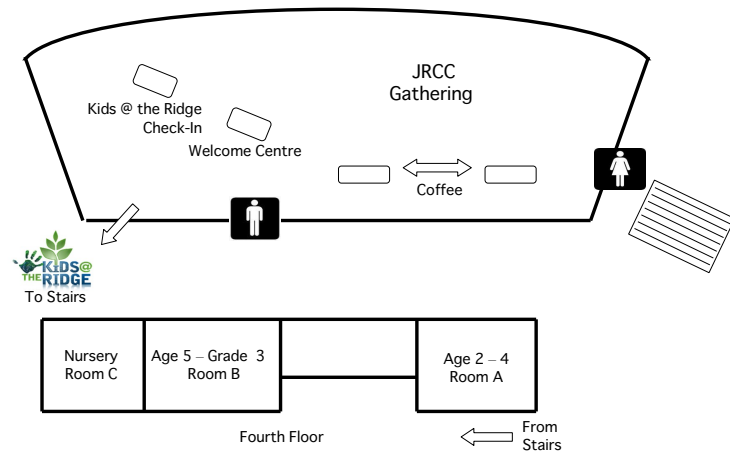 JRCC
Gathering
Kids @ the Ridge
Check-In
Welcome Centre
Coffee
KIDS@
THE RIDGE
To Stairs
Nursery
Room C
Age 5 – Grade 3
Room B
Age 2 – 4
Room A
Fourth Floor
From
Stairs